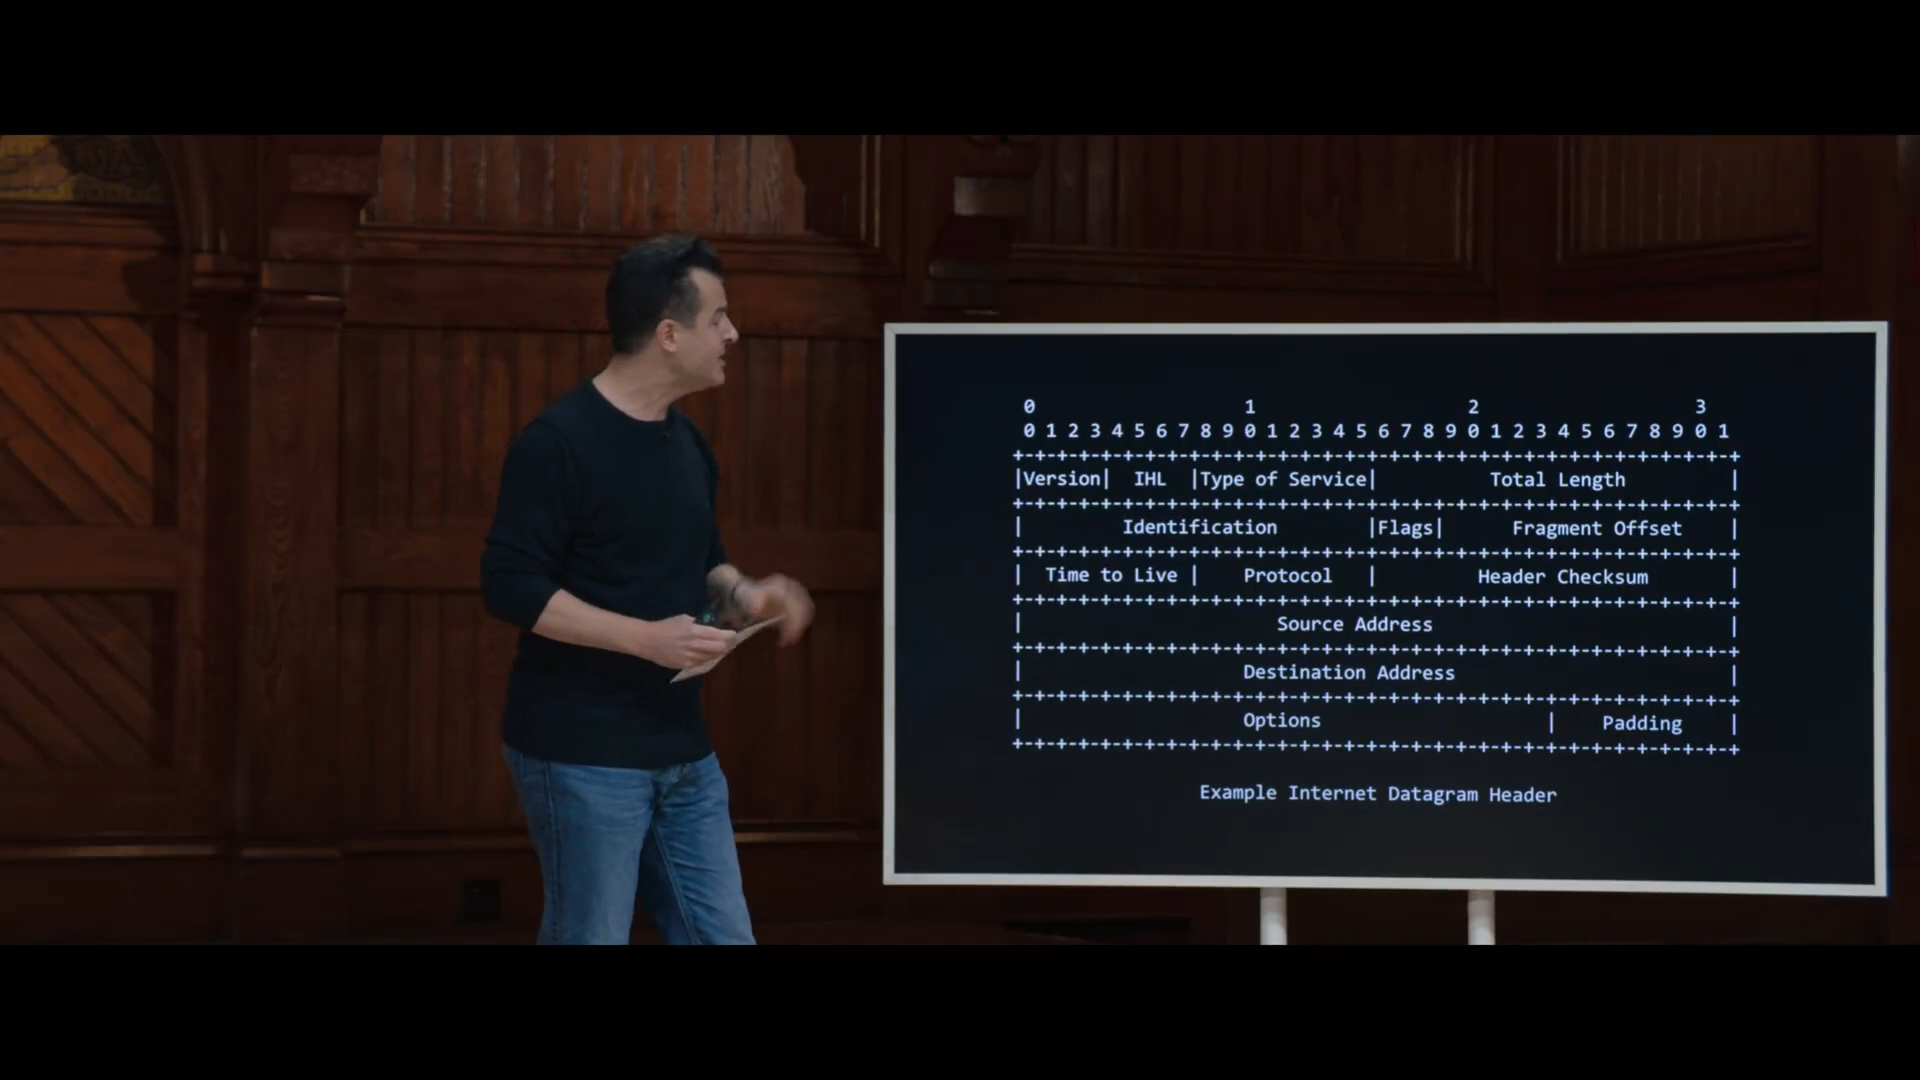 0 1 2 3
0 1 2 3 4 5 6 7 8 9 0 1 2 3 4 5 6 7 8 9 0 1 2 3 4 5 6 7 8 9 0 1
+-+-+-+-+-+-+-+-+-+-+-+-+-+-+-+-+-+-+-+-+-+-+-+-+-+-+-+-+-+-+-+-+
|Version| IHL |Type of Service| Total Length |
+-+-+-+-+-+-+-+-+-+-+-+-+-+-+-+-+-+-+-+-+-+-+-+-+-+-+-+-+-+-+-+-+
| Identification |Flags| Fragment Offset |
+-+-+-+-+-+-+-+-+-+-+-+-+-+-+-+-+-+-+-+-+-+-+-+-+-+-+-+-+-+-+-+-+
| Time to Live | Protocol | Header Checksum |
+-+-+-+-+-+-+-+-+-+-+-+-+-+-+-+-+-+-+-+-+-+-+-+-+-+-+-+-+-+-+-+-+
| Source Address |
+-+-+-+-+-+-+-+-+-+-+-+-+-+-+-+-+-+-+-+-+-+-+-+-+-+-+-+-+-+-+-+-+
| Destination Address |
+-+-+-+-+-+-+-+-+-+-+-+-+-+-+-+-+-+-+-+-+-+-+-+-+-+-+-+-+-+-+-+-+
| Options | Padding |
+-+-+-+-+-+-+-+-+-+-+-+-+-+-+-+-+-+-+-+-+-+-+-+-+-+-+-+-+-+-+-+-+
Example Internet Datagram Header